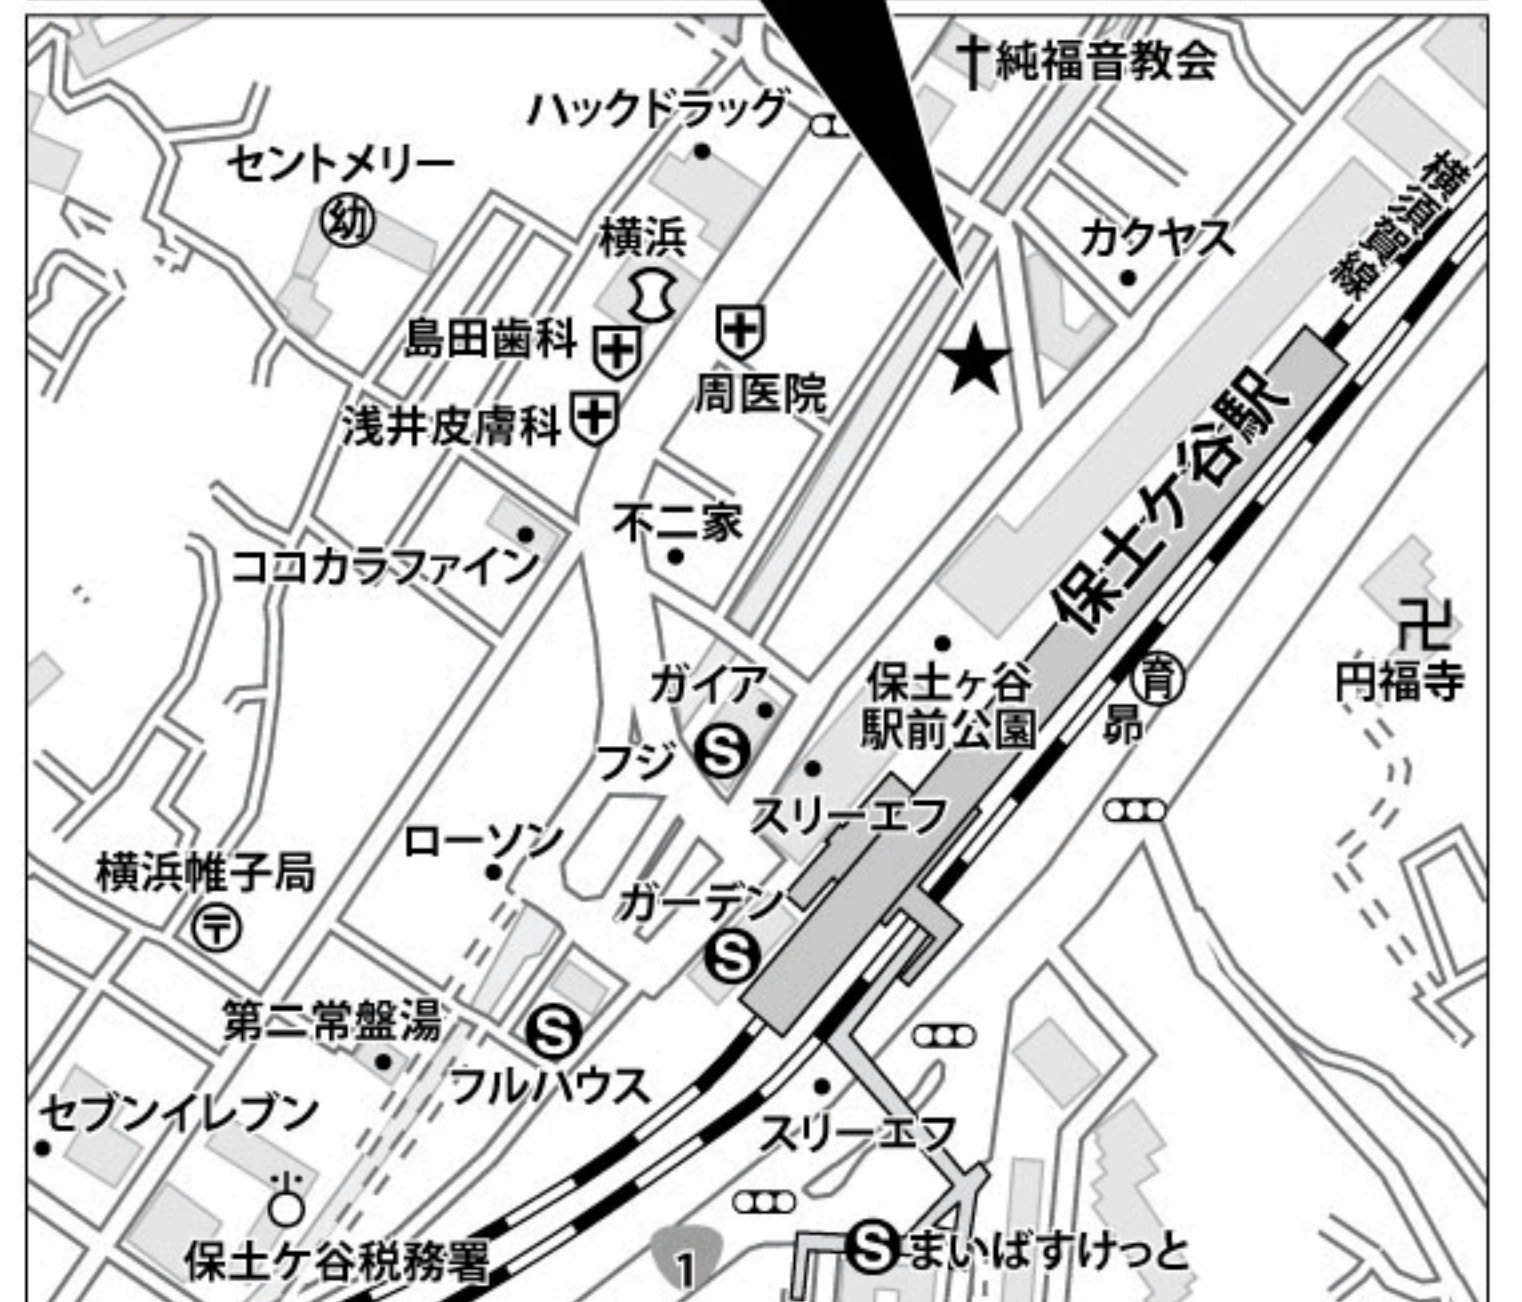 純福音教会
ハックドラッグ
セントメリー
幼
横浜
カクヤス
横須賀線
島田歯科
周医院
浅井皮膚科
保土ケ谷駅
不二家
ココカラファイン
ガイア
保土ヶ谷
駅前公園
育
昴
卍
円福寺
フジ
S
スリーエフ
ローソン
横浜帷子局
〒
ガーデン
S
第二常盤湯
S
フルハウス
セブンイレブン
スリーエフ
保土ケ谷税務署
1
S まいばすけっと